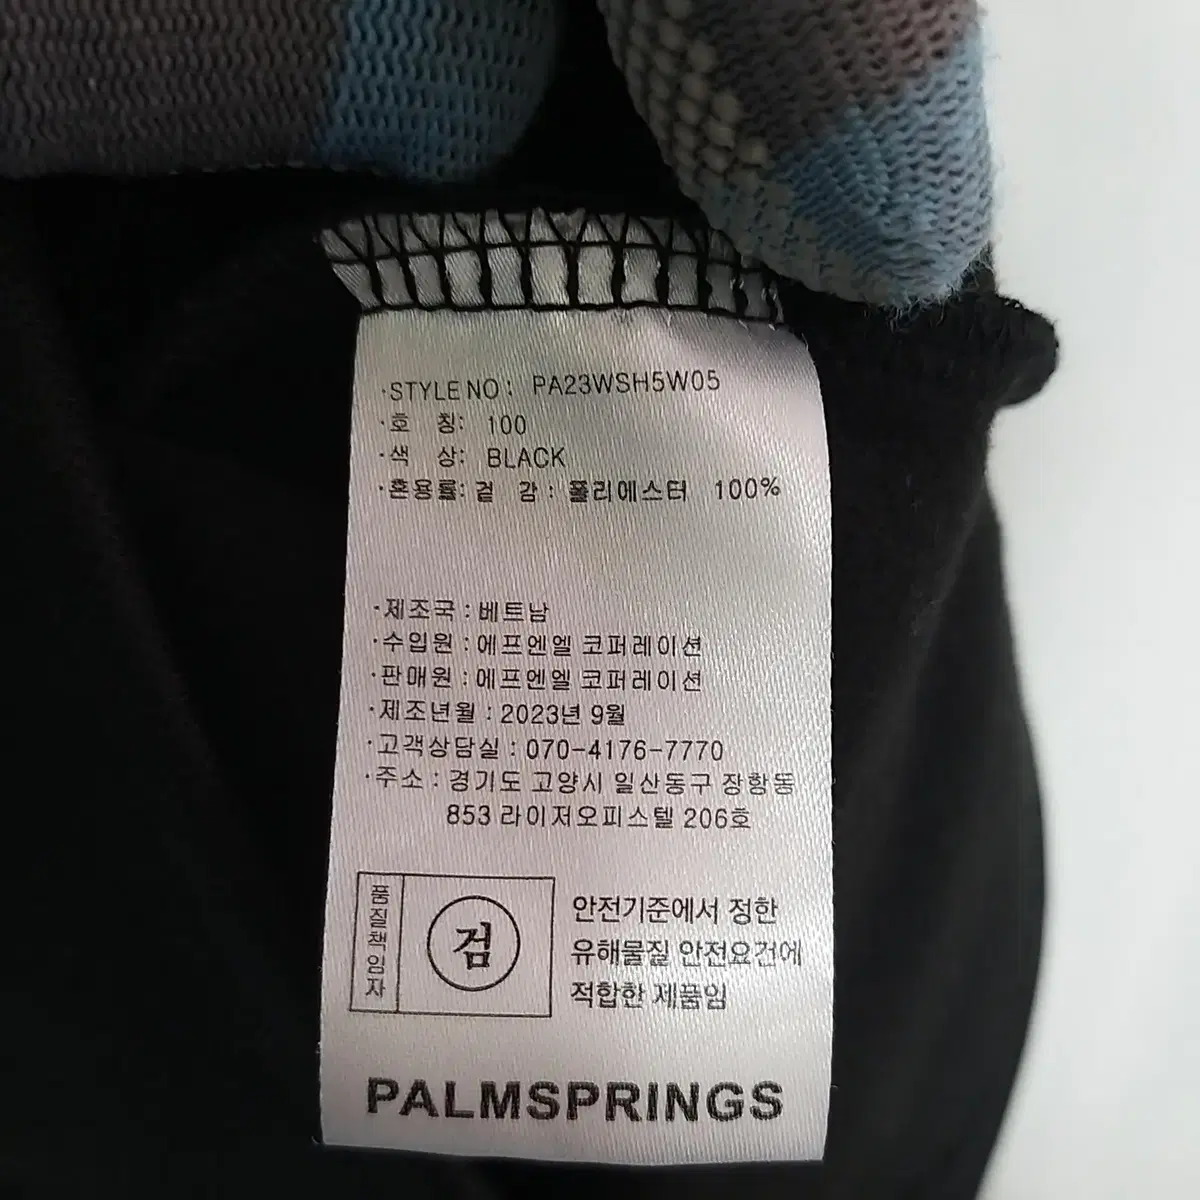 ·STYLE NO : PA23WSH5W05
·호 칭: 100
·색 상: BLACK
·혼용률: 겉 감 : 폴리에스터 100%
·제조국 : 베트남
·수입원 : 에프엔엘 코퍼레이션
·판매원 : 에프엔엘 코퍼레이션
·제조년월 : 2023년 9월
·고객상담실 : 070-4176-7770
·주소 : 경기도 고양시 일산동구 장항동
853 라이저오피스텔 206호
품질책임자
검
안전기준에서 정한
유해물질 안전요건에
적합한 제품임
PALMSPRINGS